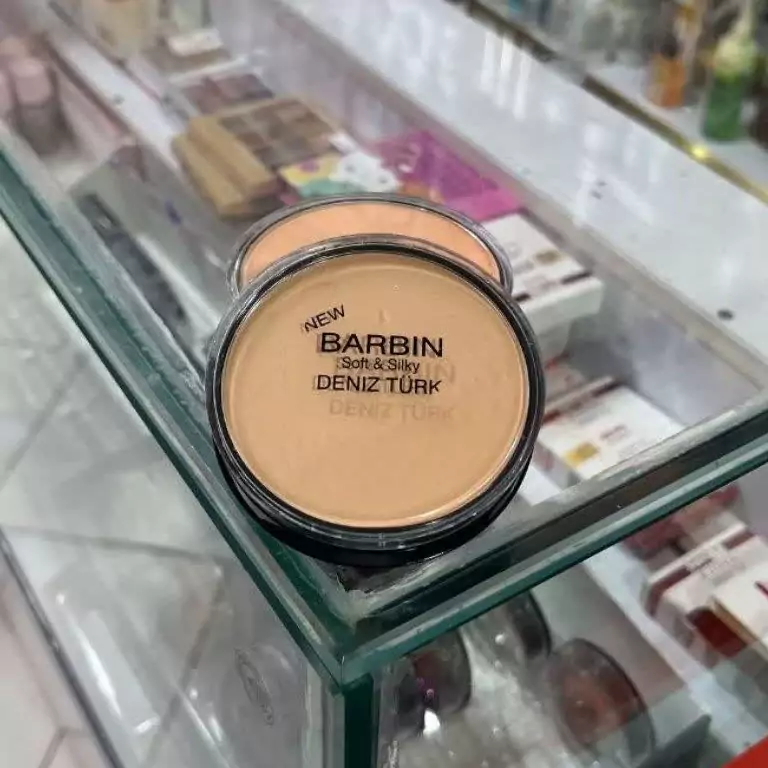 NEW
BARBIN
Soft & Silky
DENIZ TÜRK